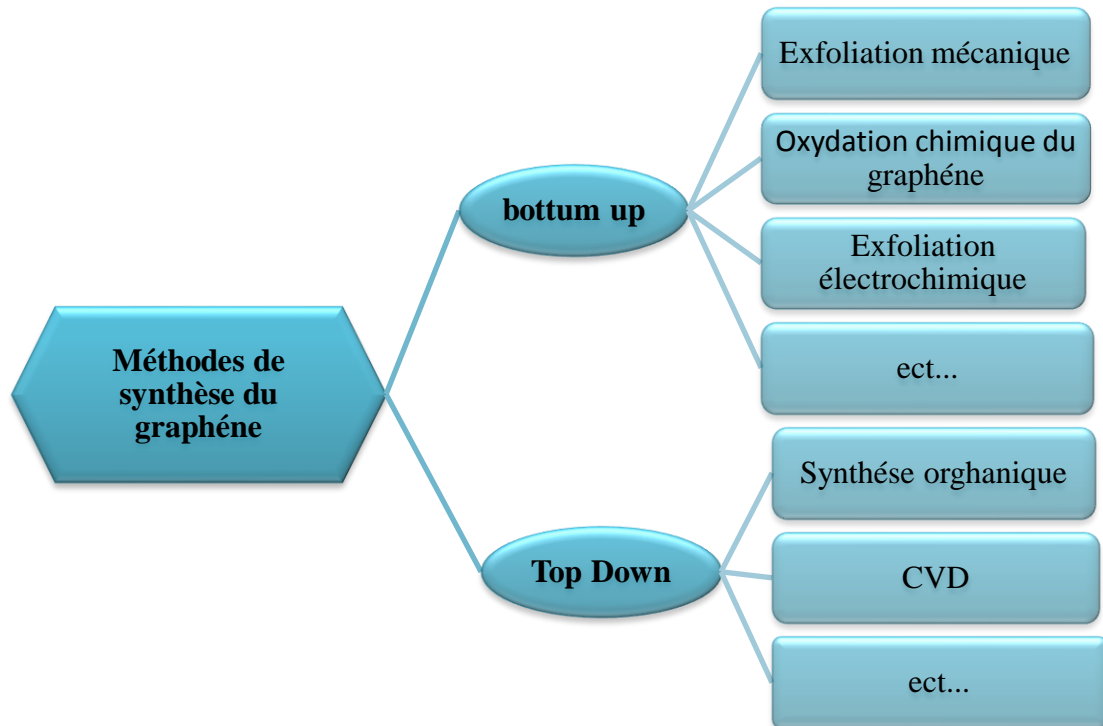 Méthodes de
synthèse du
graphéne
bottum up
Exfoliation mécanique
Oxydation chimique du
graphéne
Exfoliation
électrochimique
ect...
Top Down
Synthése orghanique
CVD
ect...